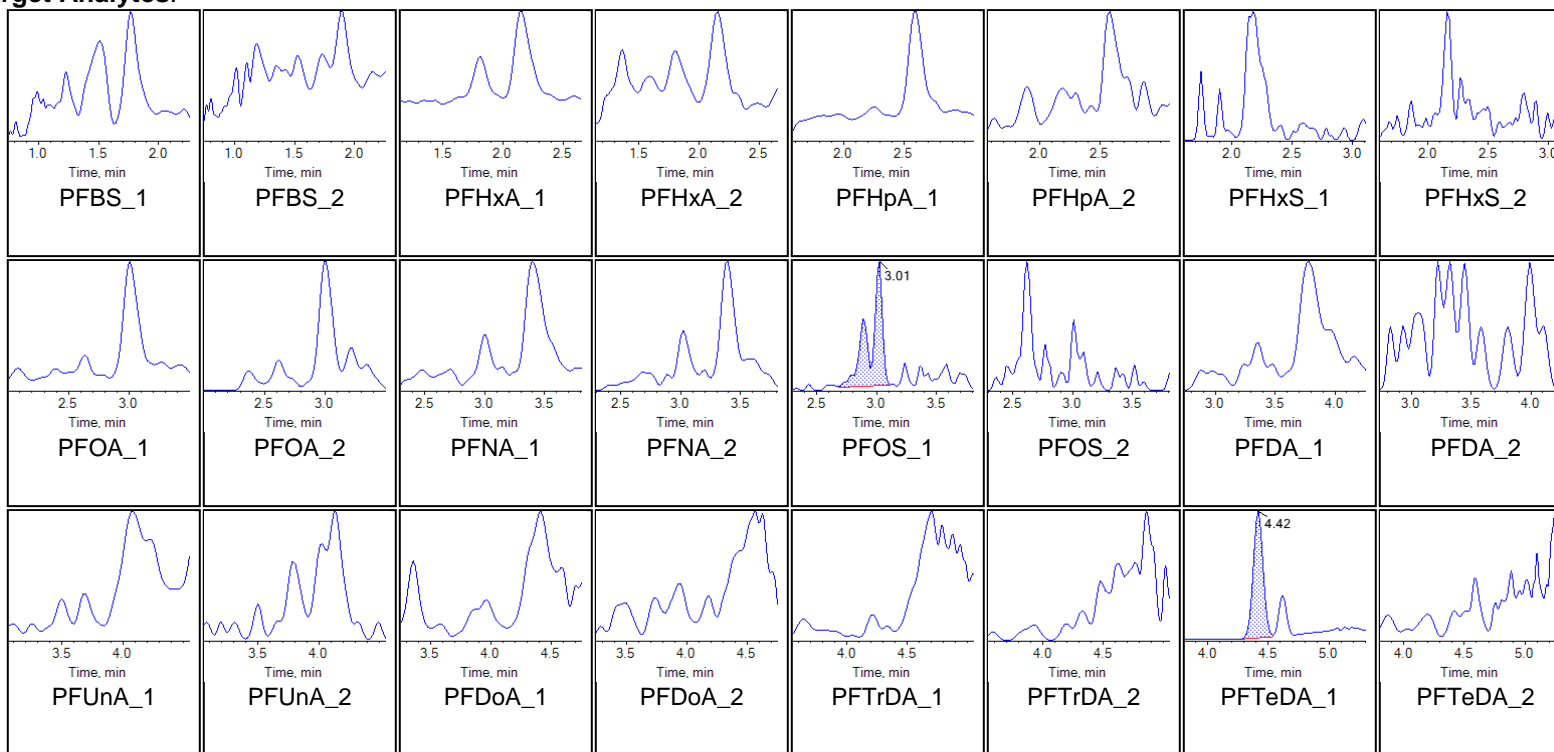 rget Analytes:
1.0 1.5 2.0 1.0 1.5 2.0 1.5 2.0 2.5 1.5 2.0 2.5 2.0 2.5 2.0 2.5 2.0 2.5 3.0 2.0 2.5 3.0
Time, min Time, min Time, min Time, min Time, min Time, min Time, min Time, min
PFBS_1 PFBS_2 PFHxA_1 PFHxA_2 PFHpA_1 PFHpA_2 PFHxS_1 PFHxS_2
3.01
2.5 3.0 2.5 3.0 2.5 3.0 3.5 2.5 3.0 3.5 2.5 3.0 3.5 2.5 3.0 3.5 3.0 3.5 4.0 3.0 3.5 4.0
Time, min Time, min Time, min Time, min Time, min Time, min Time, min Time, min
PFOA_1 PFOA_2 PFNA_1 PFNA_2 PFOS_1 PFOS_2 PFDA_1 PFDA_2
4.42
3.5 4.0 3.5 4.0 3.5 4.0 4.5 3.5 4.0 4.5 4.0 4.5 4.0 4.5 4.0 4.5 5.0 4.0 4.5 5.0
Time, min Time, min Time, min Time, min Time, min Time, min Time, min Time, min
PFUnA_1 PFUnA_2 PFDoA_1 PFDoA_2 PFTrDA_1 PFTrDA_2 PFTeDA_1 PFTeDA_2